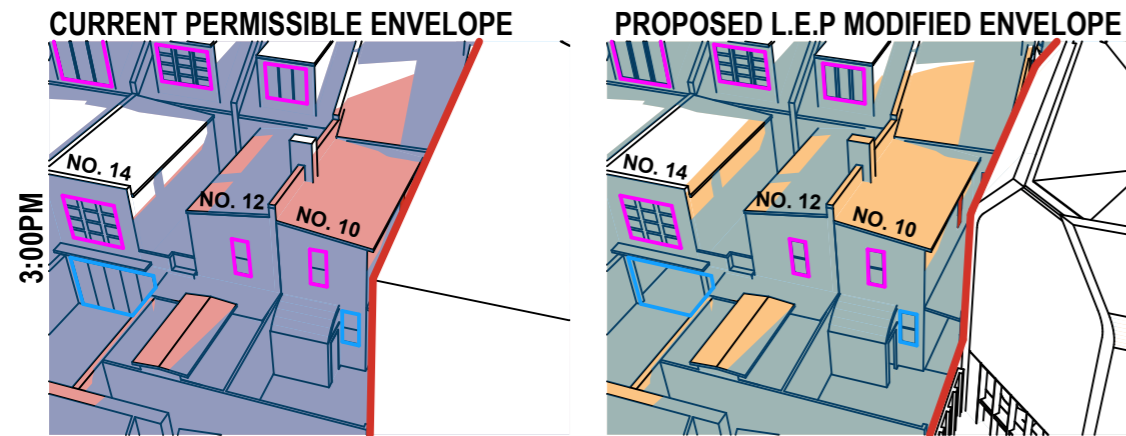 CURRENT PERMISSIBLE ENVELOPE
PROPOSED L.E.P MODIFIED ENVELOPE
3:00PM
NO. 14
NO. 12
NO. 10
NO. 14
NO. 12
NO. 10